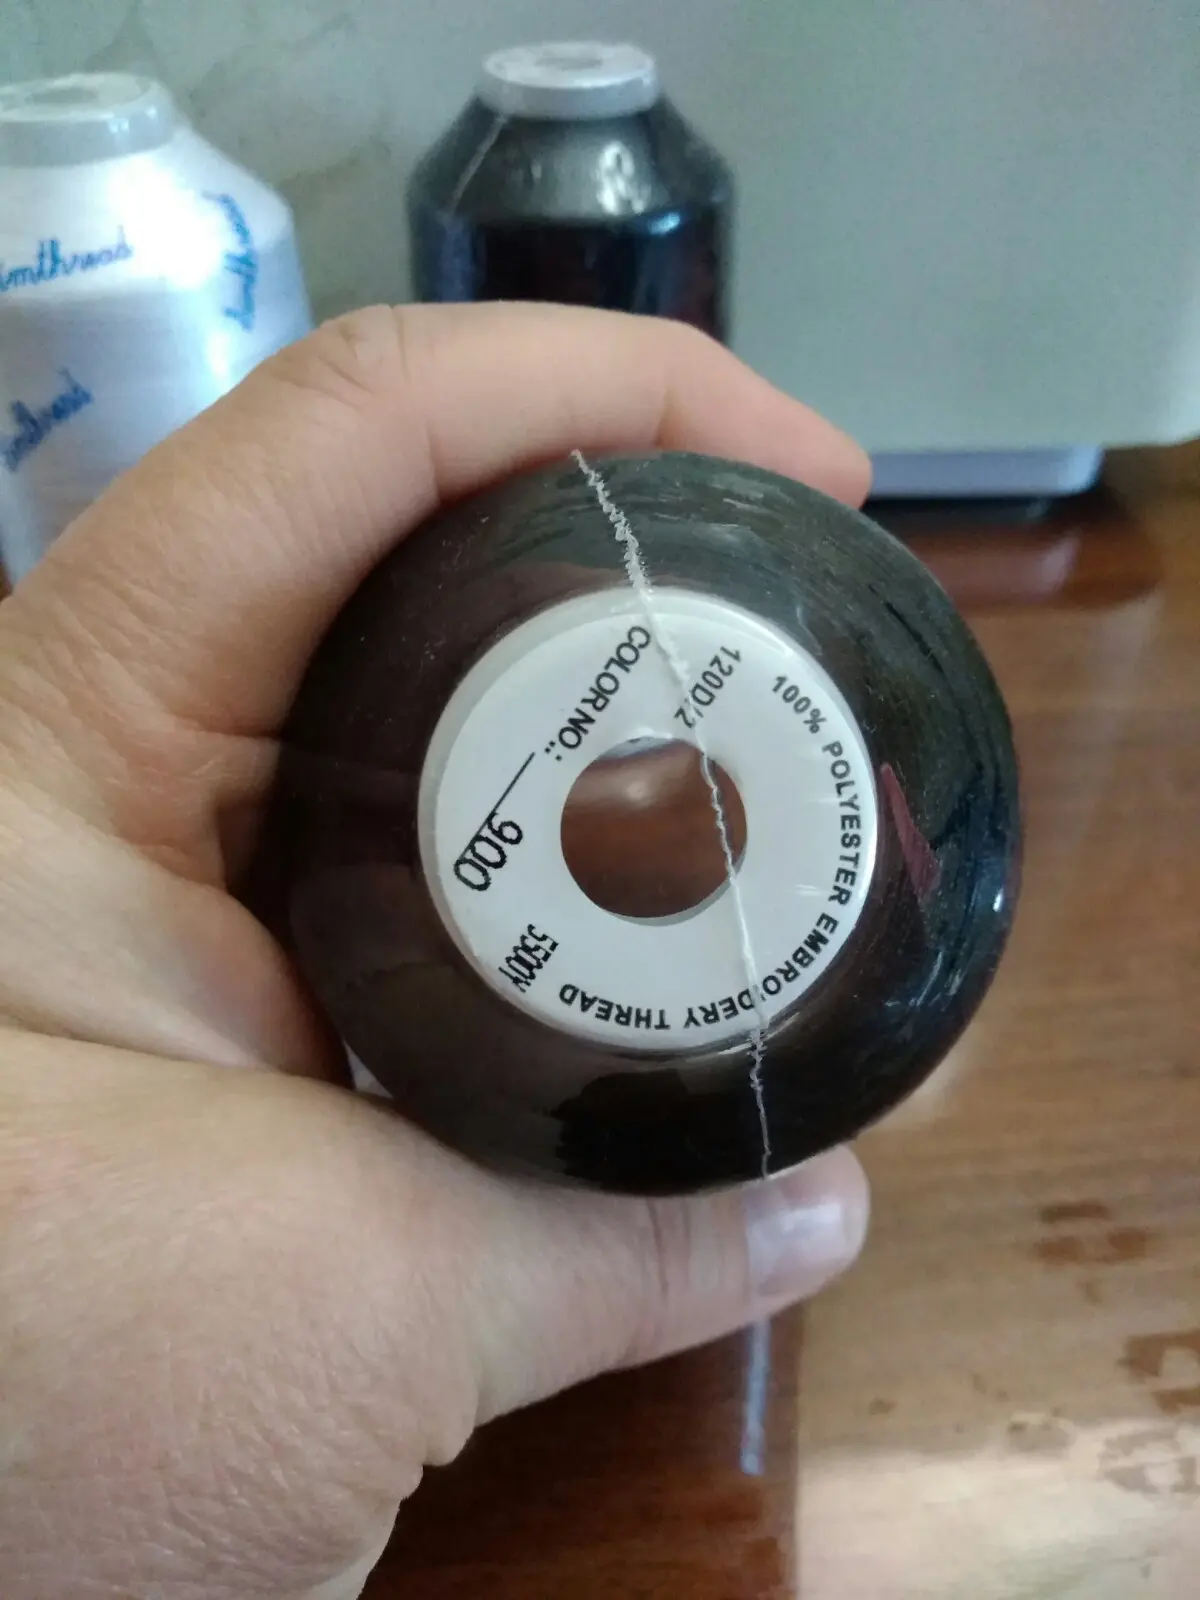 100% POLYESTER EMBROIDERY THREAD
120D/2
COLOR NO.:
900
5500Y